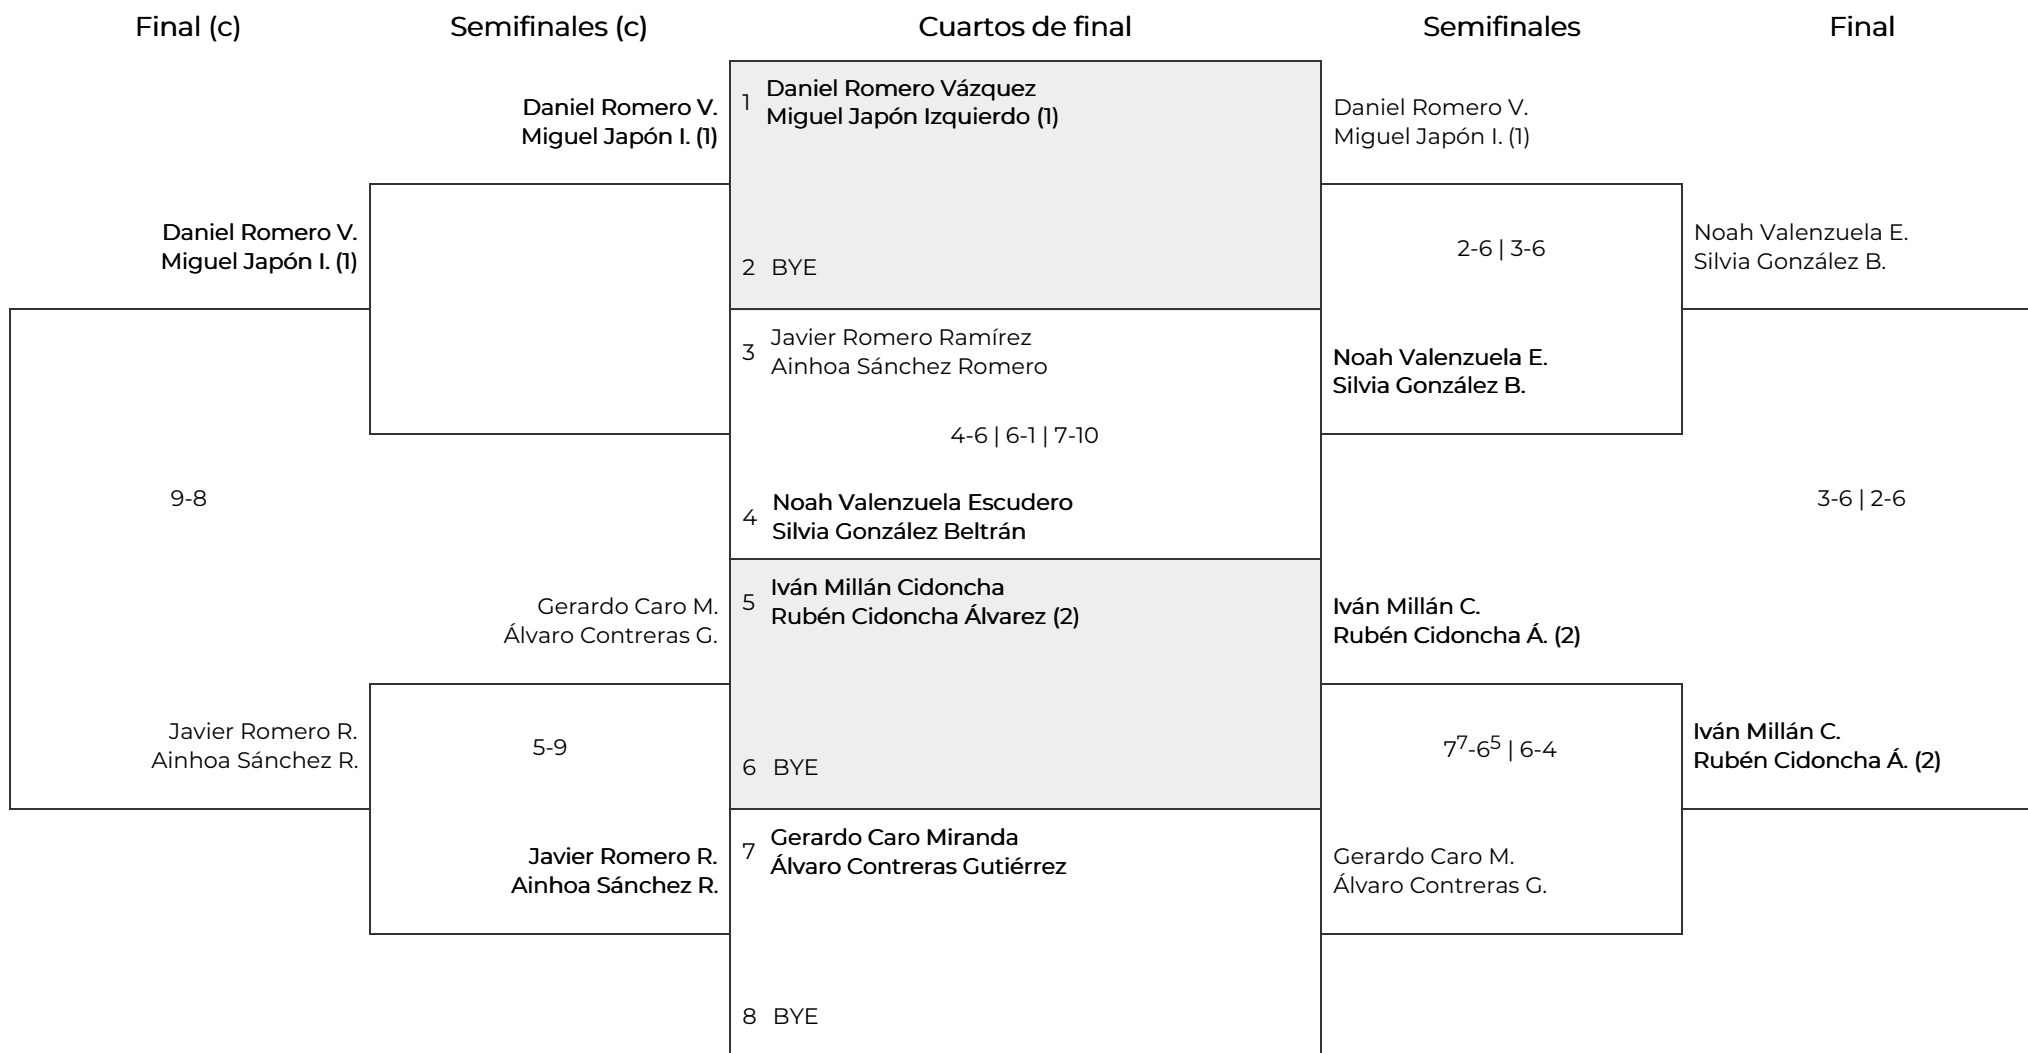 Final (c)
Semifinales (c)
Cuartos de final
Semifinales
Final
Daniel Romero V.
Miguel Japón I. (1)
Daniel Romero V.
Miguel Japón I. (1)
9-8
Javier Romero R.
Ainhoa Sánchez R.
Gerardo Caro M.
Álvaro Contreras G.
5-9
Javier Romero R.
Ainhoa Sánchez R.
1 Daniel Romero Vázquez
Miguel Japón Izquierdo (1)
2 BYE
3 Javier Romero Ramírez
Ainhoa Sánchez Romero
4-6 | 6-1 | 7-10
4 Noah Valenzuela Escudero
Silvia González Beltrán
5 Iván Millán Cidoncha
Rubén Cidoncha Álvarez (2)
6 BYE
7 Gerardo Caro Miranda
Álvaro Contreras Gutiérrez
8 BYE
Daniel Romero V.
Miguel Japón I. (1)
2-6 | 3-6
Noah Valenzuela E.
Silvia González B.
Iván Millán C.
Rubén Cidoncha Á. (2)
7⁷-6⁵ | 6-4
Gerardo Caro M.
Álvaro Contreras G.
Noah Valenzuela E.
Silvia González B.
3-6 | 2-6
Iván Millán C.
Rubén Cidoncha Á. (2)